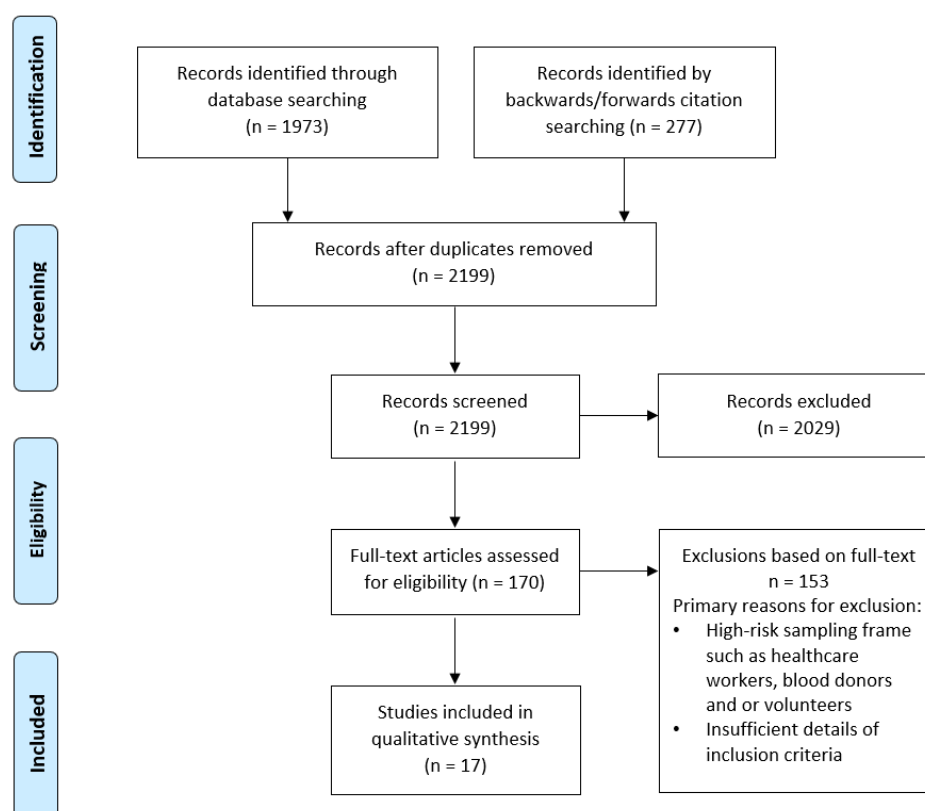 Identification
Records identified through
database searching
(n = 1973)
Records identified by
backwards/forwards citation
searching (n = 277)
Screening
Records after duplicates removed
(n = 2199)
Records screened
(n = 2199)
Records excluded
(n = 2029)
Eligibility
Full-text articles assessed
for eligibility (n = 170)
Exclusions based on full-text
n = 153
Primary reasons for exclusion:
• High-risk sampling frame
such as healthcare
workers, blood donors
and or volunteers
• Insufficient details of
inclusion criteria
Included
Studies included in
qualitative synthesis
(n = 17)